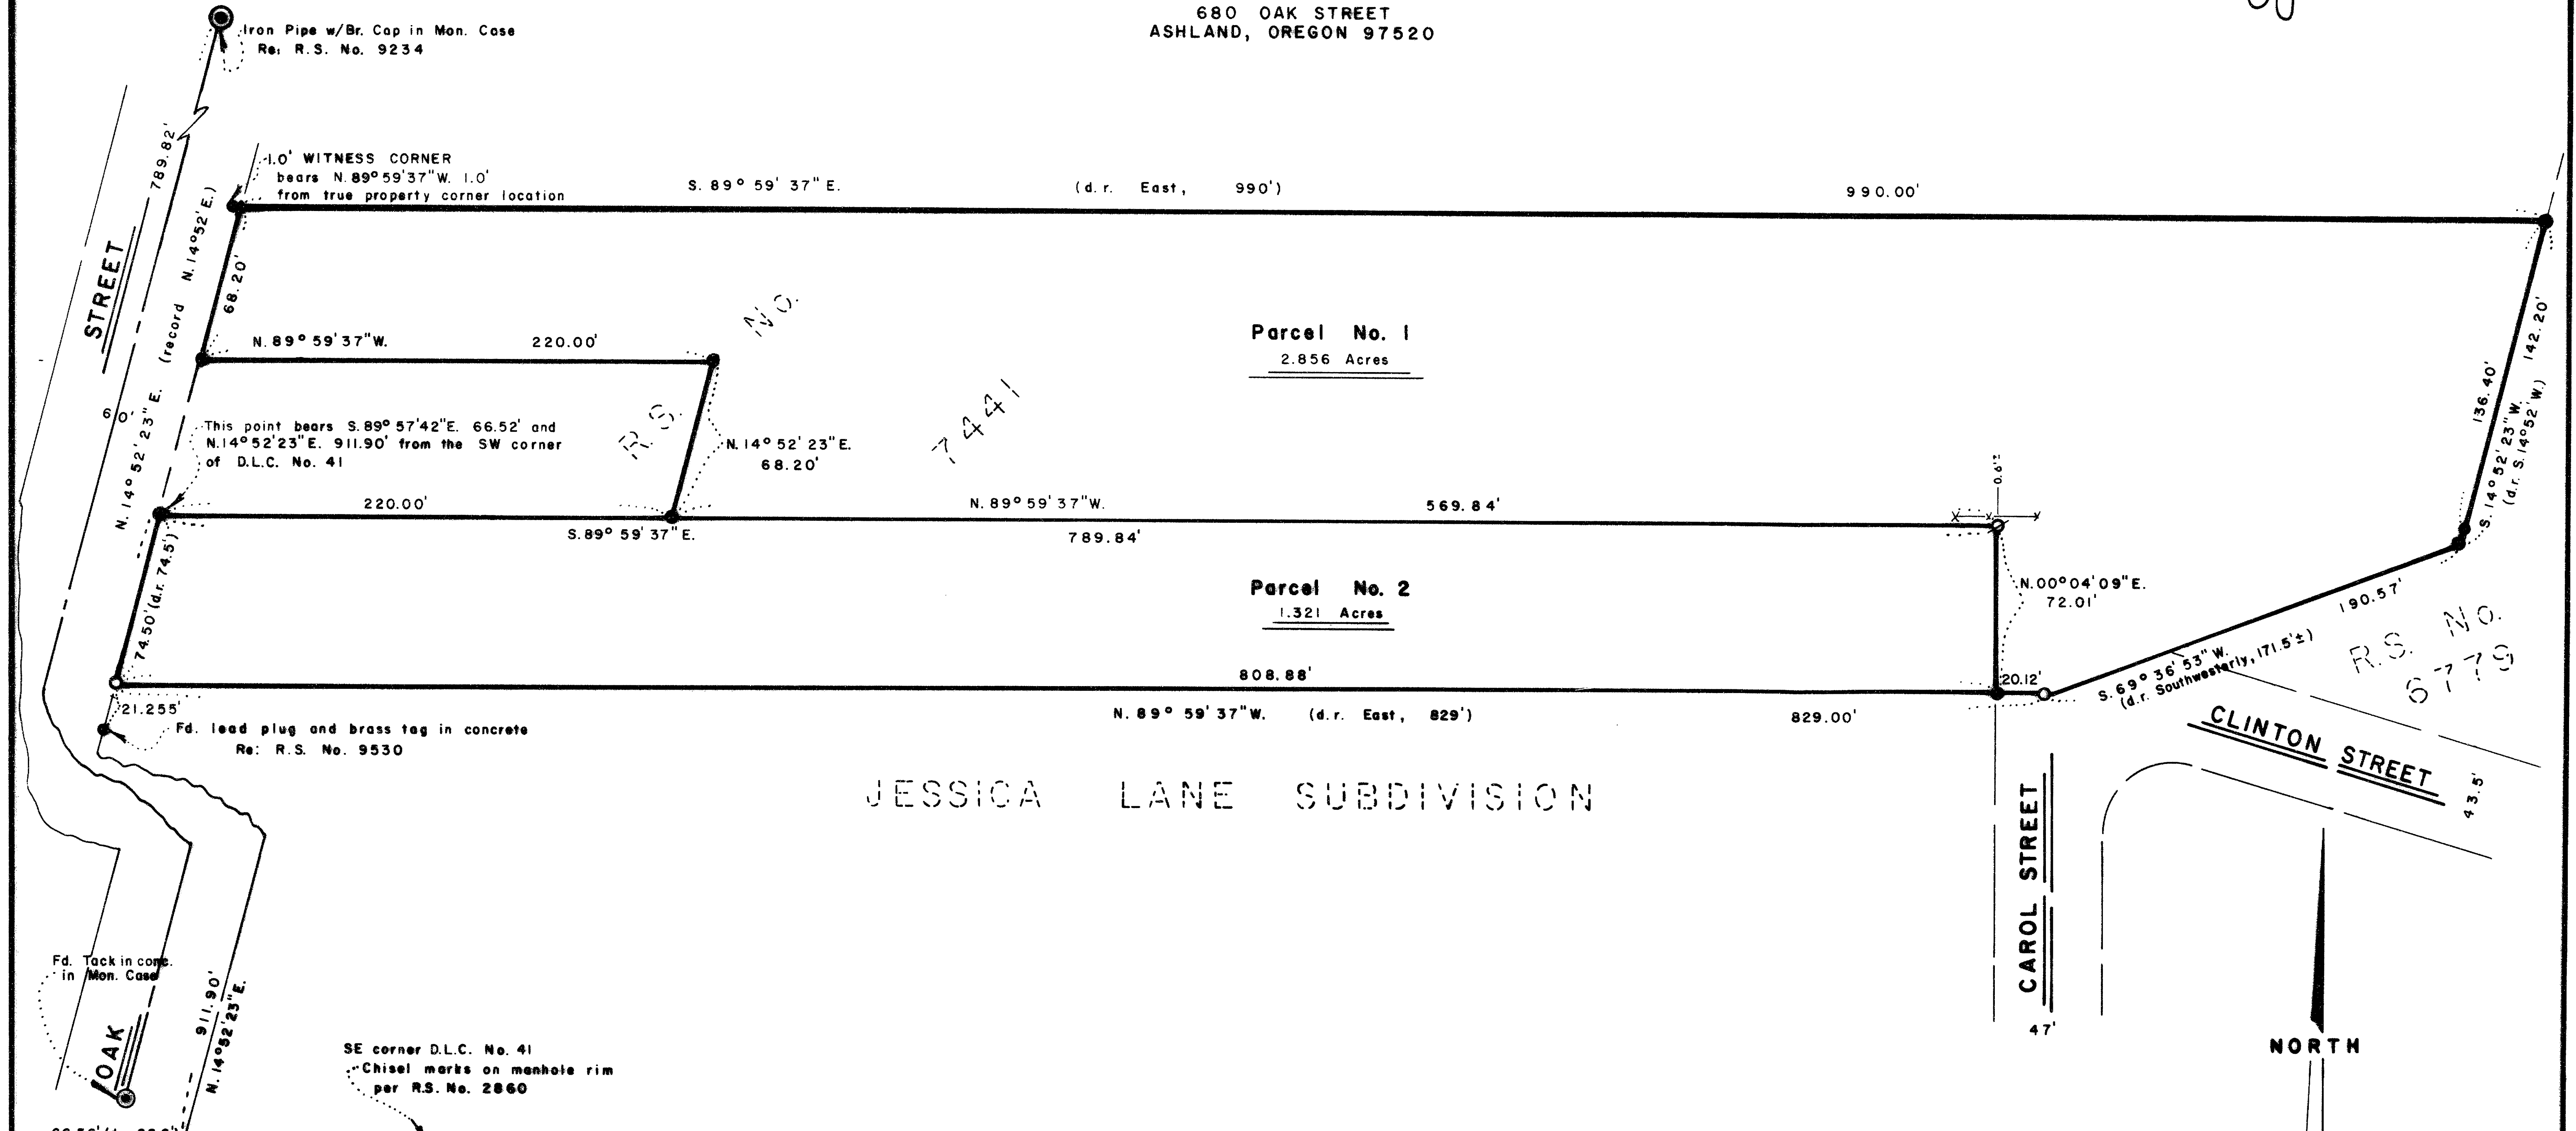 680 OAK STREET
ASHLAND, OREGON 97520
Iron Pipe w/Br. Cap in Mon. Case
Re: R.S. No. 9234
789.82'
1.0' WITNESS CORNER
bears N.89°59'37"W. 1.0'
from true property corner location
S. 89° 59' 37" E.
(d.r. East, 990')
990.00'
STREET
N. 14° 52' 23" E. (record N. 14° 52' E.)
68.20'
N. 89° 59' 37" W.
220.00'
R.S. No.
7441
Parcel No. 1
2.856 Acres
136.40'
142.20'
S. 14° 52' 23" W.
(d.r. S. 14° 52' W.)
60'
This point bears S. 89° 57' 42" E. 66.52' and
N.14° 52' 23" E. 911.90' from the SW corner
of D.L.C. No. 41
N. 14° 52' 23" E.
68.20'
0.6'±
220.00'
N. 89° 59' 37" W.
569.84'
S. 89° 59' 37" E.
789.84'
74.50' (d.r. 74.5')
Parcel No. 2
1.321 Acres
N. 00° 04' 09" E.
72.01'
190.57'
S. 69° 36' 53" W.
(d.r. Southwesterly, 171.5'±)
R.S. No.
6779
808.88'
20.12'
21.255'
N. 89° 59' 37" W. (d.r. East, 829')
829.00'
Fd. lead plug and brass tag in concrete
Re: R.S. No. 9530
CLINTON STREET
43.5'
JESSICA LANE SUBDIVISION
CAROL STREET
47'
Fd. Tack in conc.
in Mon. Case
OAK
911.90'
N. 14° 52' 23" E.
SE corner D.L.C. No. 41
Chisel marks on manhole rim
per R.S. No. 2860
NORTH